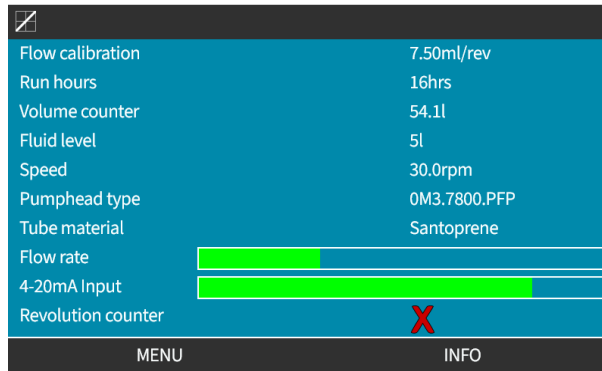 Flow calibration 7.50ml/rev
Run hours 16hrs
Volume counter 54.1l
Fluid level 5l
Speed 30.0rpm
Pumphead type 0M3.7800.PFP
Tube material Santoprene
Flow rate
4-20mA Input
Revolution counter X
MENU INFO